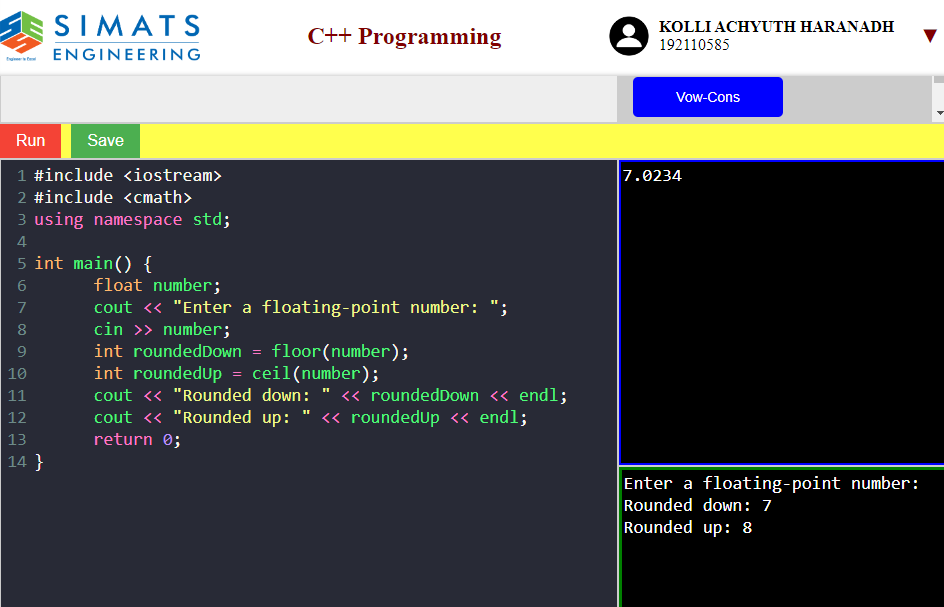 SIMATS
ENGINEERING
Engineer to Excel
C++ Programming
KOLLI ACHYUTH HARANADH
192110585
▼
Vow-Cons
Run
Save
1 #include <iostream>
2 #include <cmath>
3 using namespace std;
4
5 int main() {
6 float number;
7 cout << "Enter a floating-point number: ";
8 cin >> number;
9 int roundedDown = floor(number);
10 int roundedUp = ceil(number);
11 cout << "Rounded down: " << roundedDown << endl;
12 cout << "Rounded up: " << roundedUp << endl;
13 return 0;
14 }
7.0234
Enter a floating-point number:
Rounded down: 7
Rounded up: 8